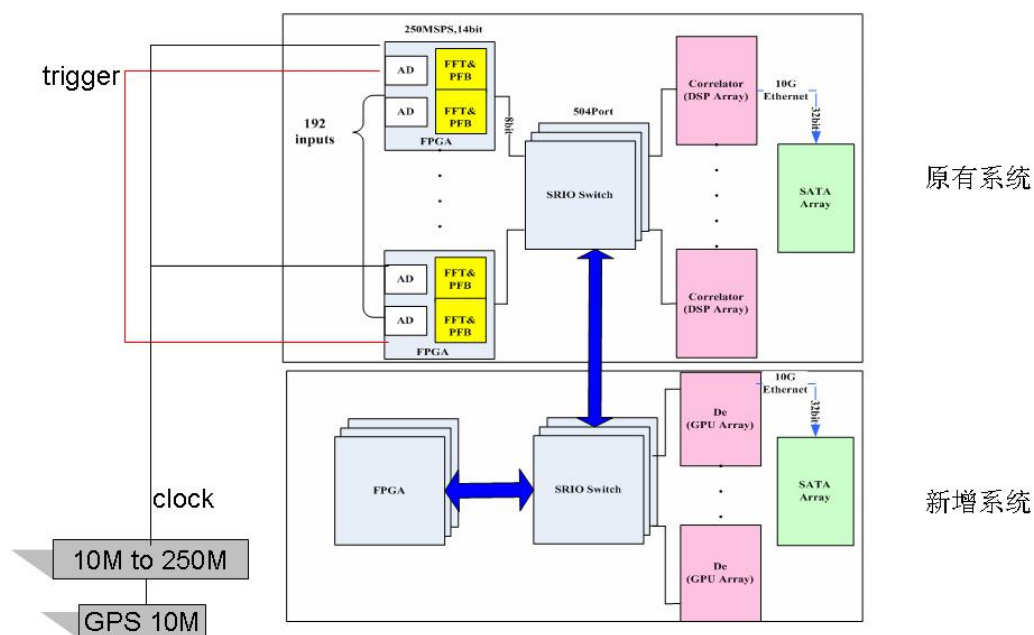 250MSPS,14bit
trigger
AD
FFT&
PFB
AD
FFT&
PFB
FPGA
192
inputs
8bit
504Port
SRIO Switch
Correlator
(DSP Array)
10G
Ethernet
32bit
SATA
Array
原有系统
AD
FFT&
PFB
AD
FFT&
PFB
FPGA
Correlator
(DSP Array)
FPGA
SRIO Switch
De
(GPU Array)
10G
Ethernet
32bit
SATA
Array
新增系统
De
(GPU Array)
clock
10M to 250M
GPS 10M